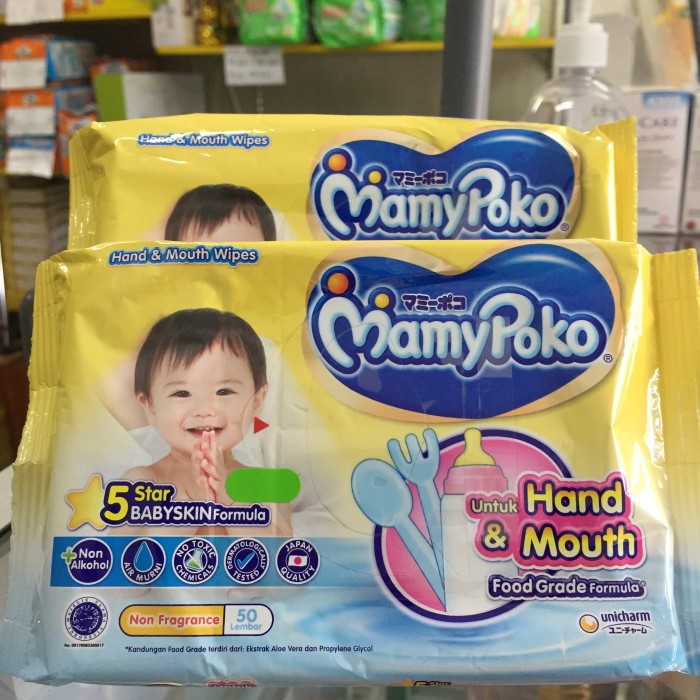 Hand & Mouth Wipes
マミーポコ
MamyPoko
®
Hand & Mouth Wipes
マミーポコ
MamyPoko
®
5 Star
BABYSKIN Formula
Untuk Hand
& Mouth
Food Grade Formula*
+Non
Alkohol
AIR MURNI
NO TOXIC
CHEMICALS
DERMATOLOGICALLY
TESTED
JAPAN
QUALITY
Non Fragrance
50
Lembar
unicharm
ユニ・チャーム
*Kandungan Food Grade terdiri dari: Ekstrak Aloe Vera dan Propylene Glycol